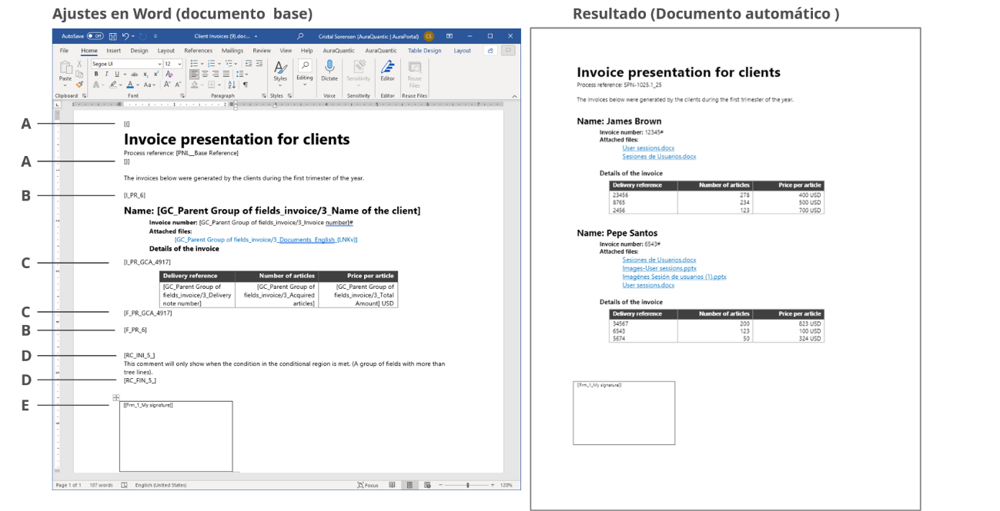 Ajustes en Word (documento  base)
AutoSave Off Client Invoices (9).doc... Cristal Sorensen (AuraQuantic | AuraPortal) CS
File Home Insert Design Layout References Mailings Review View Help AuraQuantic AuraQuantic Table Design Layout
Segoe UI 12
Paste Styles Editing Dictate Sensitivity Editor Reuse Files
Clipboard Font Paragraph Styles Voice Sensitivity Editor Reuse Files
A [{]
Invoice presentation for clients
Process reference: [PNL__Base Reference]
A [}]
The invoices below were generated by the clients during the first trimester of the year.
B [I_PR_6]
Name: [GC_Parent Group of fields_invoice/3_Name of the client]
Invoice number: [GC_Parent Group of fields_invoice/3_Invoice number]#
Attached files:
[GC_Parent Group of fields_invoice/3_Documents_English_(LNKv)]
Details of the invoice
C [I_PR_GCA_4917]
Delivery reference Number of articles Price per article
[GC_Parent Group of [GC_Parent Group of [GC_Parent Group of
fields_invoice/3_Delivery fields_invoice/3_Acquired fields_invoice/3_Total
note number] articles] Amount] USD
C [F_PR_GCA_4917]
B [F_PR_6]
D [RC_INI_5_]
This comment will only show when the condition in the conditional region is met. (A group of fields with more than
tree lines).
D [RC_FIN_5_]
E [[Frm_1_My signature]]
Page 1 of 1 107 words English (United States) Focus 120%
Resultado (Documento automático )
Invoice presentation for clients
Process reference: SPN-1025.1_25
The invoices below were generated by the clients during the first trimester of the year.
Name: James Brown
Invoice number: 12345#
Attached files:
User sessions.docx
Sesiones de Usuarios.docx
Details of the invoice
Delivery reference Number of articles Price per article
23456 278 400 USD
8765 234 500 USD
2456 123 700 USD
Name: Pepe Santos
Invoice number: 6543#
Attached files:
Sesiones de Usuarios.docx
Images-User sessions.pptx
Imagénes Sesión de usuarios (1).pptx
User sessions.docx
Details of the invoice
Delivery reference Number of articles Price per article
34567 200 823 USD
6543 123 100 USD
5674 50 324 USD
[[Frm_1_My signature]]